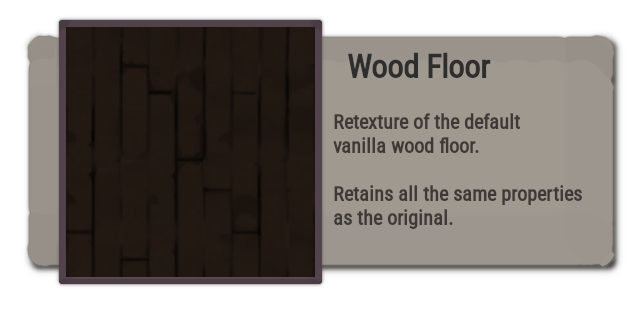 Wood Floor
Retexture of the default
vanilla wood floor.
Retains all the same properties
as the original.